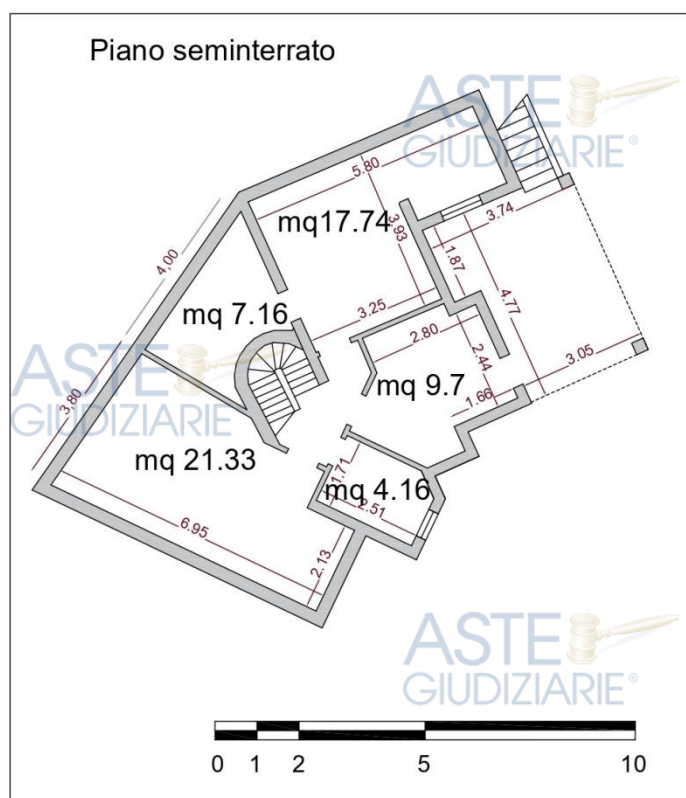 Piano seminterrato
ASTE
GIUDIZIARIE®
5.80
3.74
mq17.74
3.93
1.87
4.77
4,00
mq 7.16
3.25
2.80
2.44
3.05
ASTE
GIUDIZIARIE®
mq 9.7
3.80
1.66
mq 21.33
1.71
mq 4.16
2.51
6.95
2.13
ASTE
GIUDIZIARIE®
0 1 2 5 10